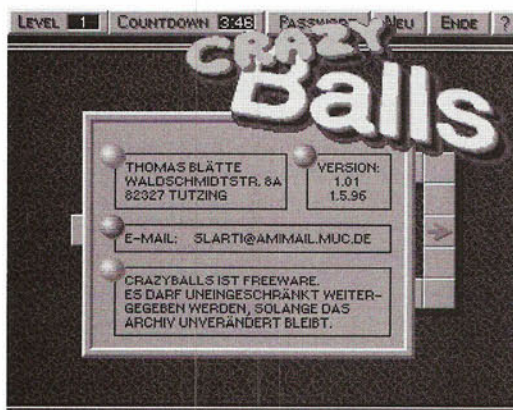 LEVEL 1 COUNTDOWN 3:46 PASSWORT NEU ENDE ?
CRAZY
Balls
THOMAS BLÄTTE
WALDSCHMIDTSTR. 8A
82327 TUTZING
VERSION:
1.01
1.5.96
E-MAIL: SLARTI@AMIMAIL.MUC.DE
CRAZYBALLS IST FREEWARE.
ES DARF UNEINGESCHRÄNKT WEITER-
GEGEBEN WERDEN, SOLANGE DAS
ARCHIV UNVERÄNDERT BLEIBT.